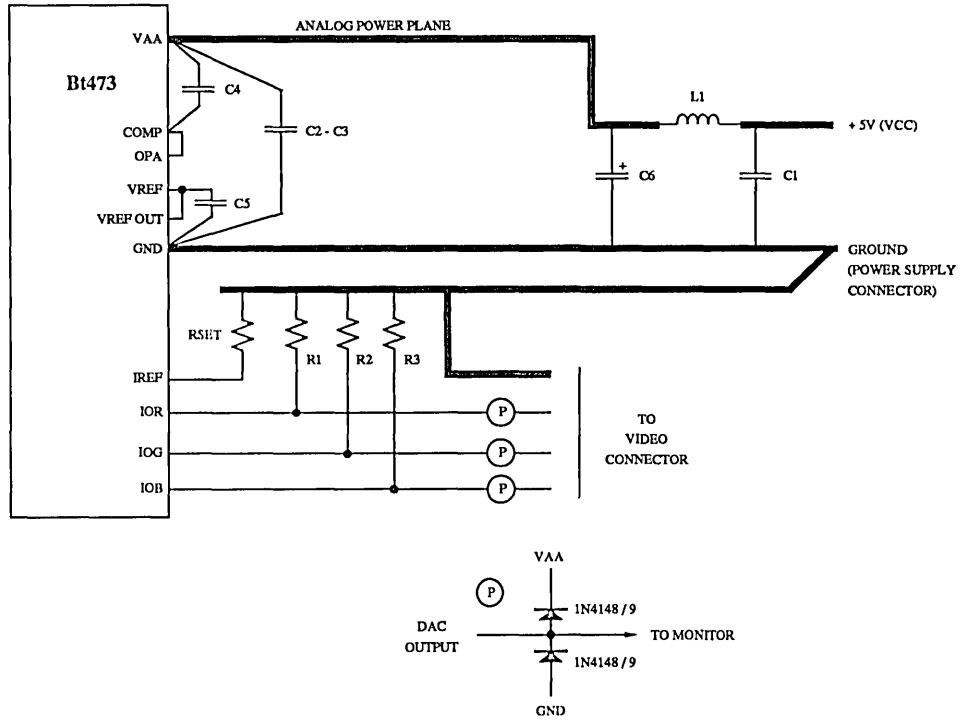 ANALOG POWER PLANE
VAA
Bt473
C4
L1
COMP
C2 - C3
+ 5V (VCC)
OPA
+
C6
C1
VREF
C5
VREF OUT
GND
GROUND
(POWER SUPPLY
CONNECTOR)
RSET
R1
R2
R3
IREF
IOR
P
TO
VIDEO
CONNECTOR
IOG
P
IOB
P
VAA
P
1N4148 / 9
DAC
OUTPUT
TO MONITOR
1N4148 / 9
GND